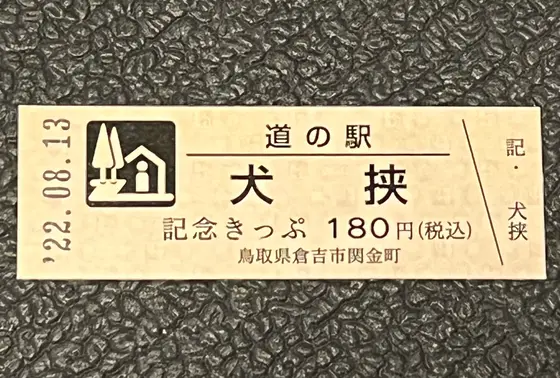 '22.08.13
道の駅
犬挟
記念きっぷ 180円(税込)
鳥取県倉吉市関金町
記・犬挟